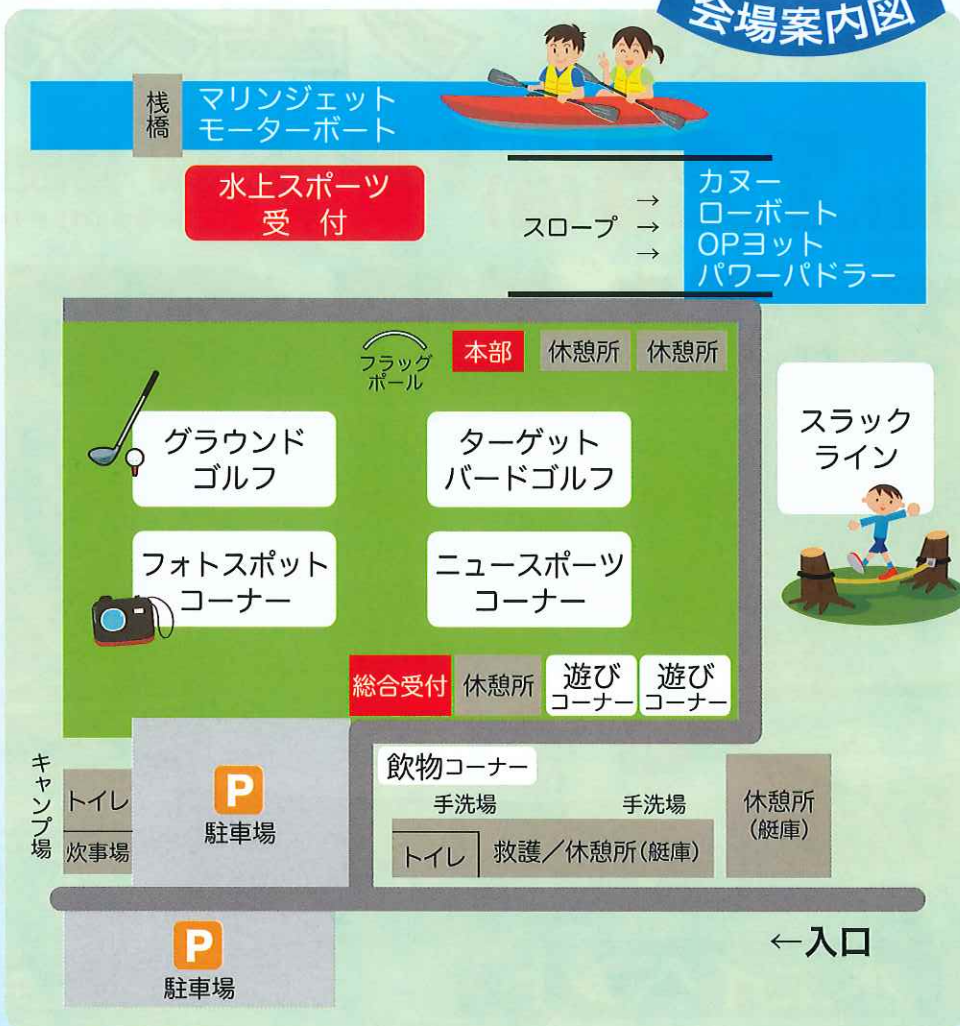 会場案内図
桟橋
マリンジェット
モーターボート
水上スポーツ
受 付
スロープ
→
→
→
カヌー
ローボート
OPヨット
パワーパドラー
フラッグ
ポール
本部
休憩所
休憩所
グラウンド
ゴルフ
ターゲット
バードゴルフ
スラック
ライン
フォトスポット
コーナー
ニュースポーツ
コーナー
総合受付
休憩所
遊び
コーナー
遊び
コーナー
キャンプ場
トイレ
炊事場
P
駐車場
飲物コーナー
手洗場
手洗場
トイレ
救護／休憩所(艇庫)
休憩所
(艇庫)
←入口
P
駐車場